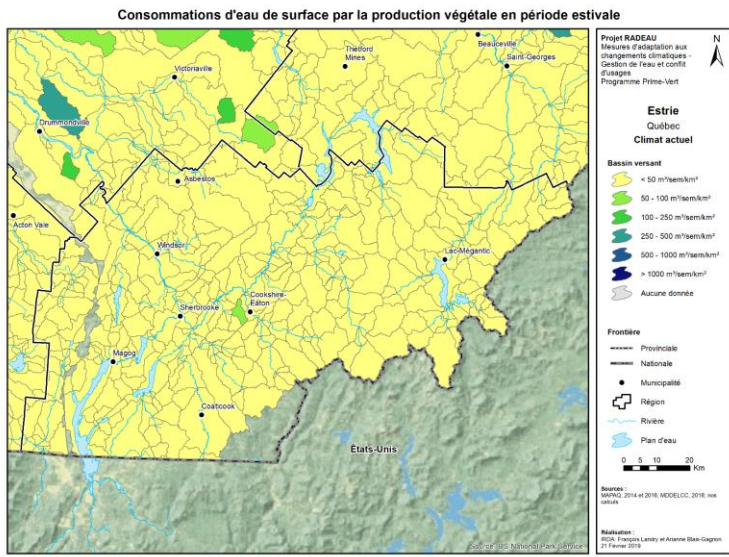 Consommations d'eau de surface par la production végétale en période estivale
Projet RADEAU
Mesures d'adaptation aux
changements climatiques -
Gestion de l'eau et conflit
d'usages
Programme Prime-Vert
N
Estrie
Québec
Climat actuel
Bassin versant
< 50 m³/sem/km²
50 - 100 m³/sem/km²
100 - 250 m³/sem/km²
250 - 500 m³/sem/km²
500 - 1000 m³/sem/km²
> 1000 m³/sem/km²
Aucune donnée
Frontière
Provinciale
Nationale
Municipalité
Région
Rivière
Plan d'eau
0 5 10 20
Km
Sources :
MAPAQ, 2014 et 2016; MDDELCC, 2016; nos
calculs
Réalisation :
IRDA. François Landry et Arianne Blais-Gagnon
21 Février 2019
Beauceville
Thetford
Mines
Saint-Georges
Victoriaville
Drummondville
Asbestos
Acton Vale
Windsor
Lac-Mégantic
Cookshire-
Eaton
Sherbrooke
Magog
Coaticook
États-Unis
Source: US National Park Service